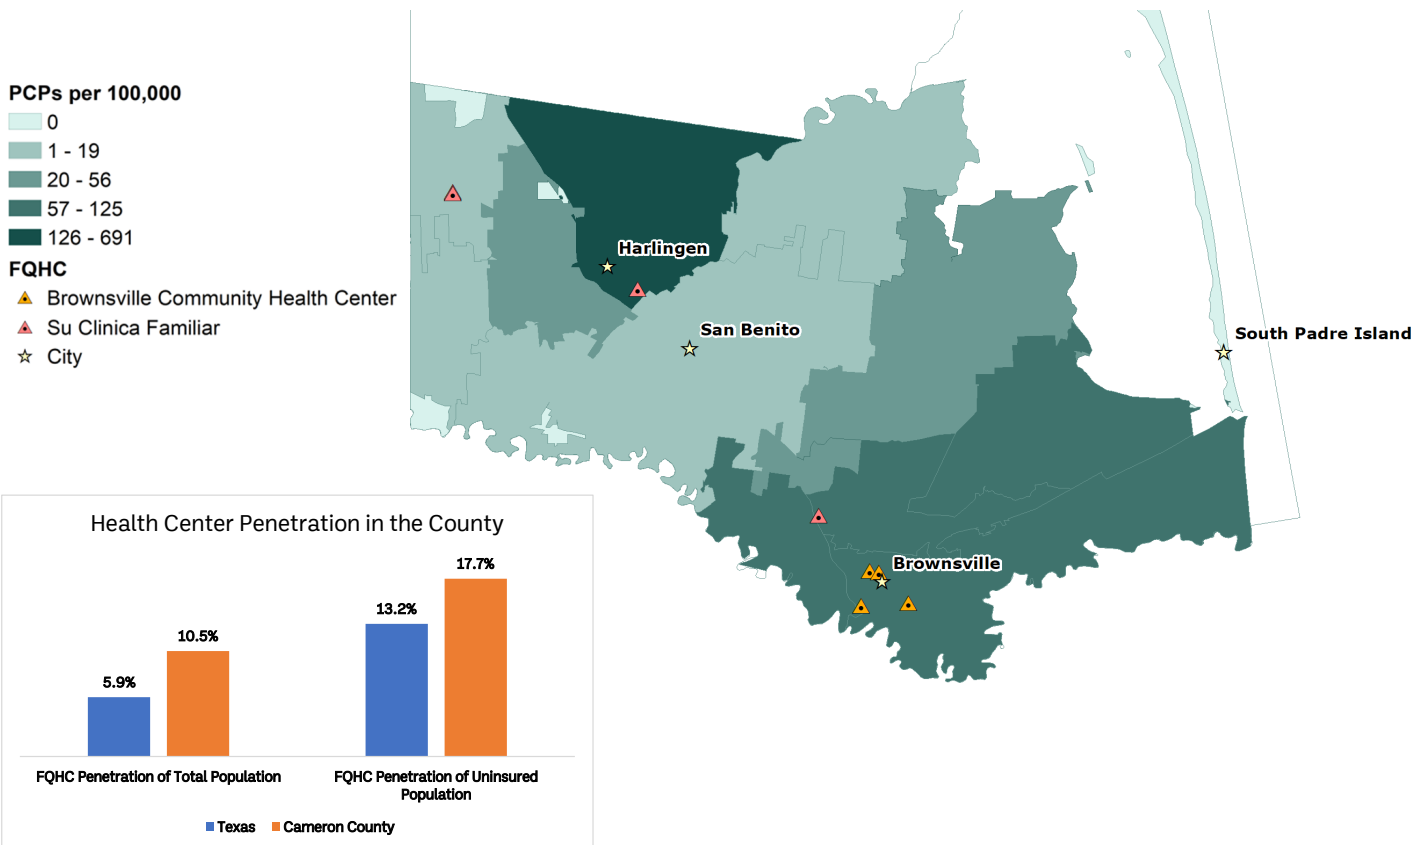 PCPs per 100,000
0
1 - 19
20 - 56
57 - 125
126 - 691
FQHC
Brownsville Community Health Center
Su Clinica Familiar
City
Harlingen
San Benito
South Padre Island
Brownsville
Health Center Penetration in the County
5.9%
10.5%
13.2%
17.7%
FQHC Penetration of Total Population
FQHC Penetration of Uninsured
Population
Texas
Cameron County